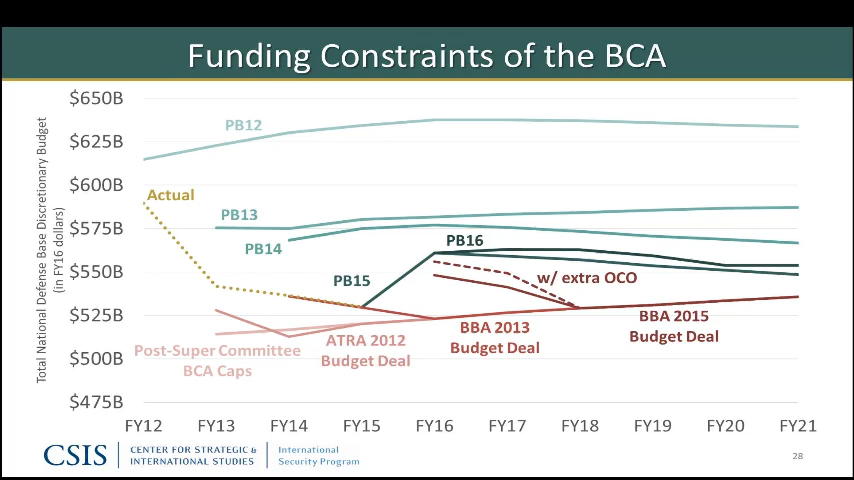 Funding Constraints of the BCA
Total National Defense Base Discretionary Budget
(in FY16 dollars)
$650B
$625B
$600B
$575B
$550B
$525B
$500B
$475B
PB12
Actual
PB13
PB14
PB16
PB15
w/ extra OCO
BBA 2015
Budget Deal
BBA 2013
Budget Deal
ATRA 2012
Budget Deal
Post-Super Committee
BCA Caps
FY12 FY13 FY14 FY15 FY16 FY17 FY18 FY19 FY20 FY21
CSIS
CENTER FOR STRATEGIC &
INTERNATIONAL STUDIES
International
Security Program
28